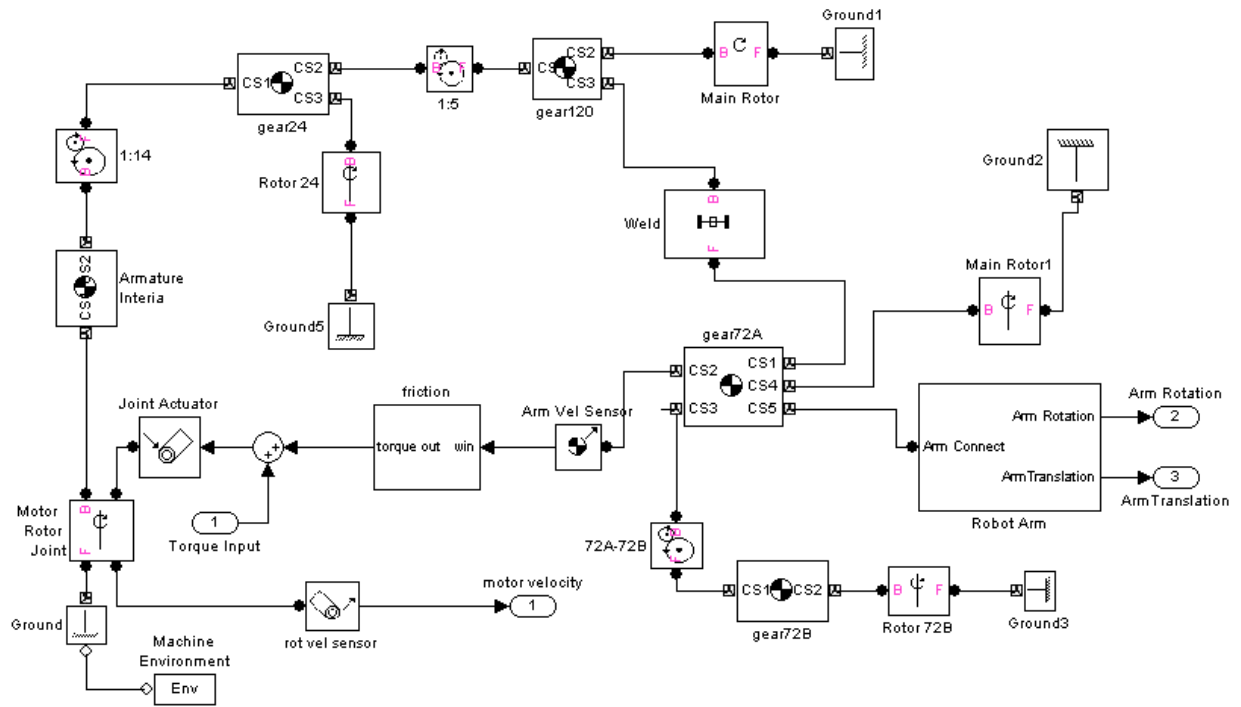 Ground1
CS2
CS2
CS1
CS3
gear24
B F
1:5
CS
CS3
gear120
B F
Main Rotor
F
B
1:14
Rotor 24
B
F
Ground2
Weld
B
F
CS2
CS
Armature
Interia
Main Rotor1
B F
Ground5
gear72A
CS2
CS1
CS4
CS3
CS5
friction
torque out win
Joint Actuator
Arm Vel Sensor
Arm Connect
Arm Rotation
ArmTranslation
Robot Arm
Arm Rotation
2
3
ArmTranslation
Motor
Rotor
Joint
B
F
1
Torque Input
72A-72B
B
F
motor velocity
1
CS1 CS2
gear72B
B F
Rotor 72B
Ground3
Ground
rot vel sensor
Machine
Environment
Env